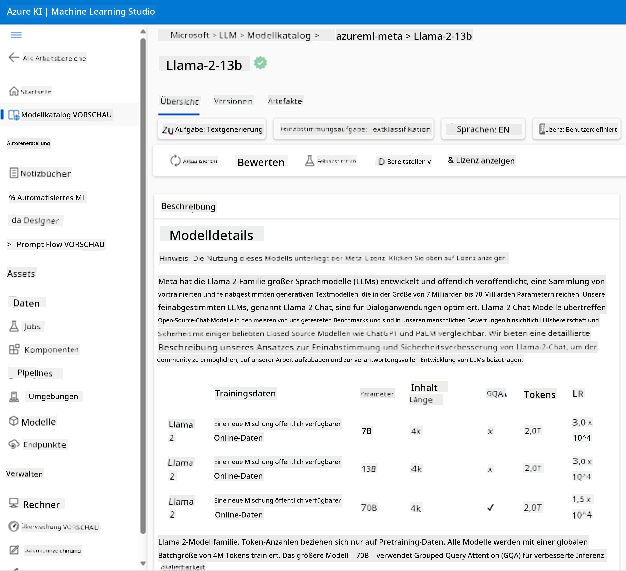 Azure KI | Machine Learning Studio
Microsoft > LLM > Modellkatalog > azureml-meta > Llama-2-13b
Alle Arbeitsbereiche
Llama-2-13b
Startseite
Modellkatalog VORSCHAU
Übersicht Versionen Artefakte
Zu Aufgabe: Textgenerierung
Feinabstimmungsaufgabe: Textklassifikation
Sprachen: EN
Lizenz: Benutzerdefiniert
Autorenerstellung
Notizbücher
% Automatisiertes ML
da Designer
> Prompt Flow VORSCHAU
Bewerten
Feinabstimmen
D Bereitstellen v
& Lizenz anzeigen
Beschreibung
Modelldetails
Hinweis: Die Nutzung dieses Modells unterliegt der Meta-Lizenz. Klicken Sie oben auf Lizenz anzeigen.
Assets
Daten
Jobs
Komponenten
Pipelines
Umgebungen
Modelle
Endpunkte
Verwalten
Rechner
Überwachung VORSCHAU
Datenkennzeichnung
Meta hat die Llama 2-Familie großer Sprachmodelle (LLMs) entwickelt und öffentlich veröffentlicht, eine Sammlung von
vortrainierten und feinabgestimmten generativen Textmodellen, die in der Größe von 7 Milliarden bis 70 Milliarden Parametern reichen. Unsere
feinabgestimmten LLMs, genannt Llama-2-Chat, sind für Dialoganwendungen optimiert. Llama-2-Chat-Modelle übertreffen
Open-Source-Chat-Modelle in den meisten von uns getesteten Benchmarks und sind in unseren menschlichen Bewertungen hinsichtlich Hilfsbereitschaft und
Sicherheit mit einigen beliebten Closed-Source-Modellen wie ChatGPT und PaLM vergleichbar. Wir bieten eine detaillierte
Beschreibung unseres Ansatzes zur Feinabstimmung und Sicherheitsverbesserung von Llama-2-Chat, um der
Community zu ermöglichen, auf unserer Arbeit aufzubauen und zur verantwortungsvollen Entwicklung von LLMs beizutragen.
Trainingsdaten Parameter Inhalt Länge GQA Tokens LR
Llama 2 Eine neue Mischung öffentlich verfügbarer Online-Daten 7B 4k x 2,0T 3,0 x 10^4
Llama 2 Eine neue Mischung öffentlich verfügbarer Online-Daten 13B 4k x 2,0T 3,0 x 10^4
Llama 2 Eine neue Mischung öffentlich verfügbarer Online-Daten 70B 4k ✓ 2,0T 1,5 x 10^4
Llama 2-Modellfamilie. Token-Anzahlen beziehen sich nur auf Pretraining-Daten. Alle Modelle werden mit einer globalen
Batchgröße von 4M Tokens trainiert. Das größere Modell – 70B – verwendet Grouped-Query Attention (GQA) für verbesserte Inferenz-